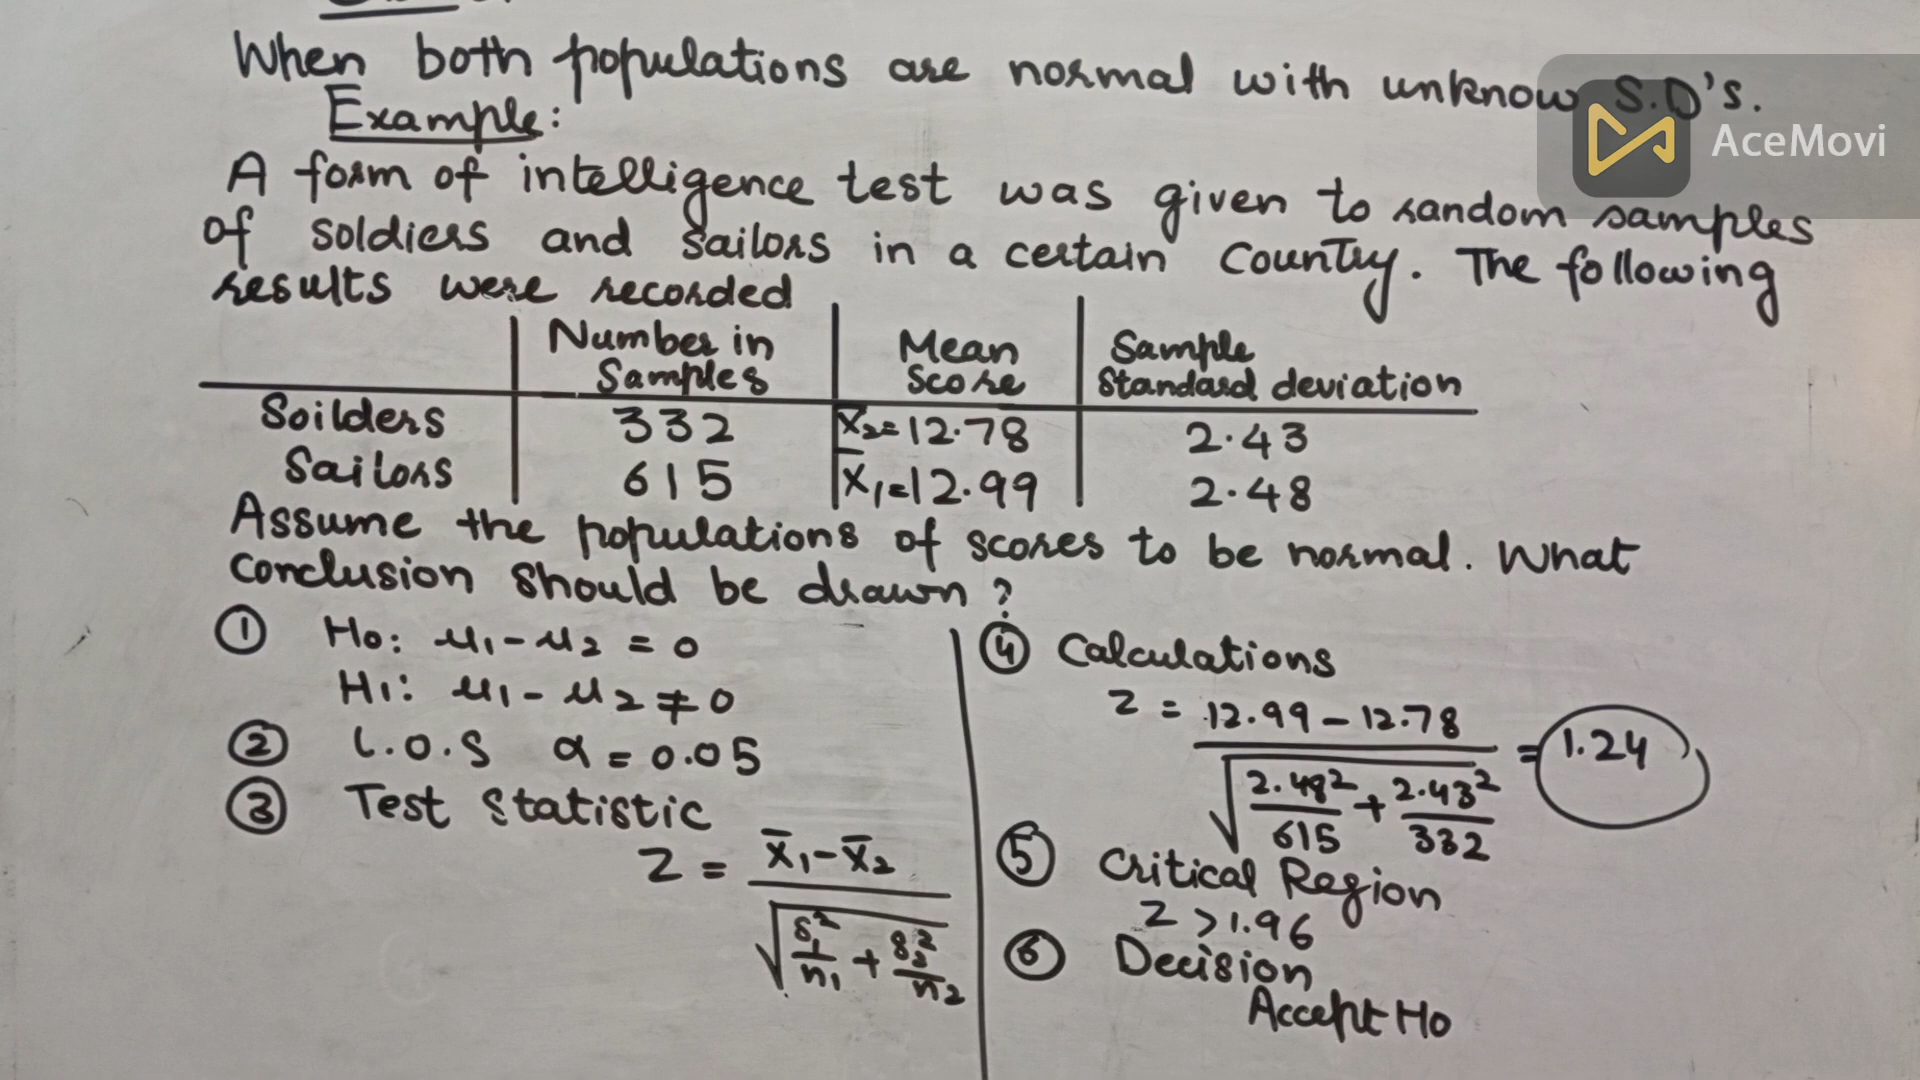 When both populations are normal with unknow S.D's.
Example:
AceMovi
A form of intelligence test was given to random samples
of soldiers and sailors in a certain Country. The following
results were recorded
Number in Samples | Mean Score | Sample Standard deviation
Soilders 332 x̄₂=12.78 2.43
Sailors 615 x̄₁=12.99 2.48
Assume the populations of scores to be normal. What
conclusion should be drawn?
① H₀: μ₁-μ₂ = 0
H₁: μ₁-μ₂ ≠ 0
② L.O.S α = 0.05
③ Test Statistic
Z = (x̄₁-x̄₂) / √(s₁²/n₁ + s₂²/n₂)
④ Calculations
Z = (12.99-12.78) / √(2.48²/615 + 2.43²/332) = 1.24
⑤ Critical Region
Z > 1.96
⑥ Decision
Accept H₀